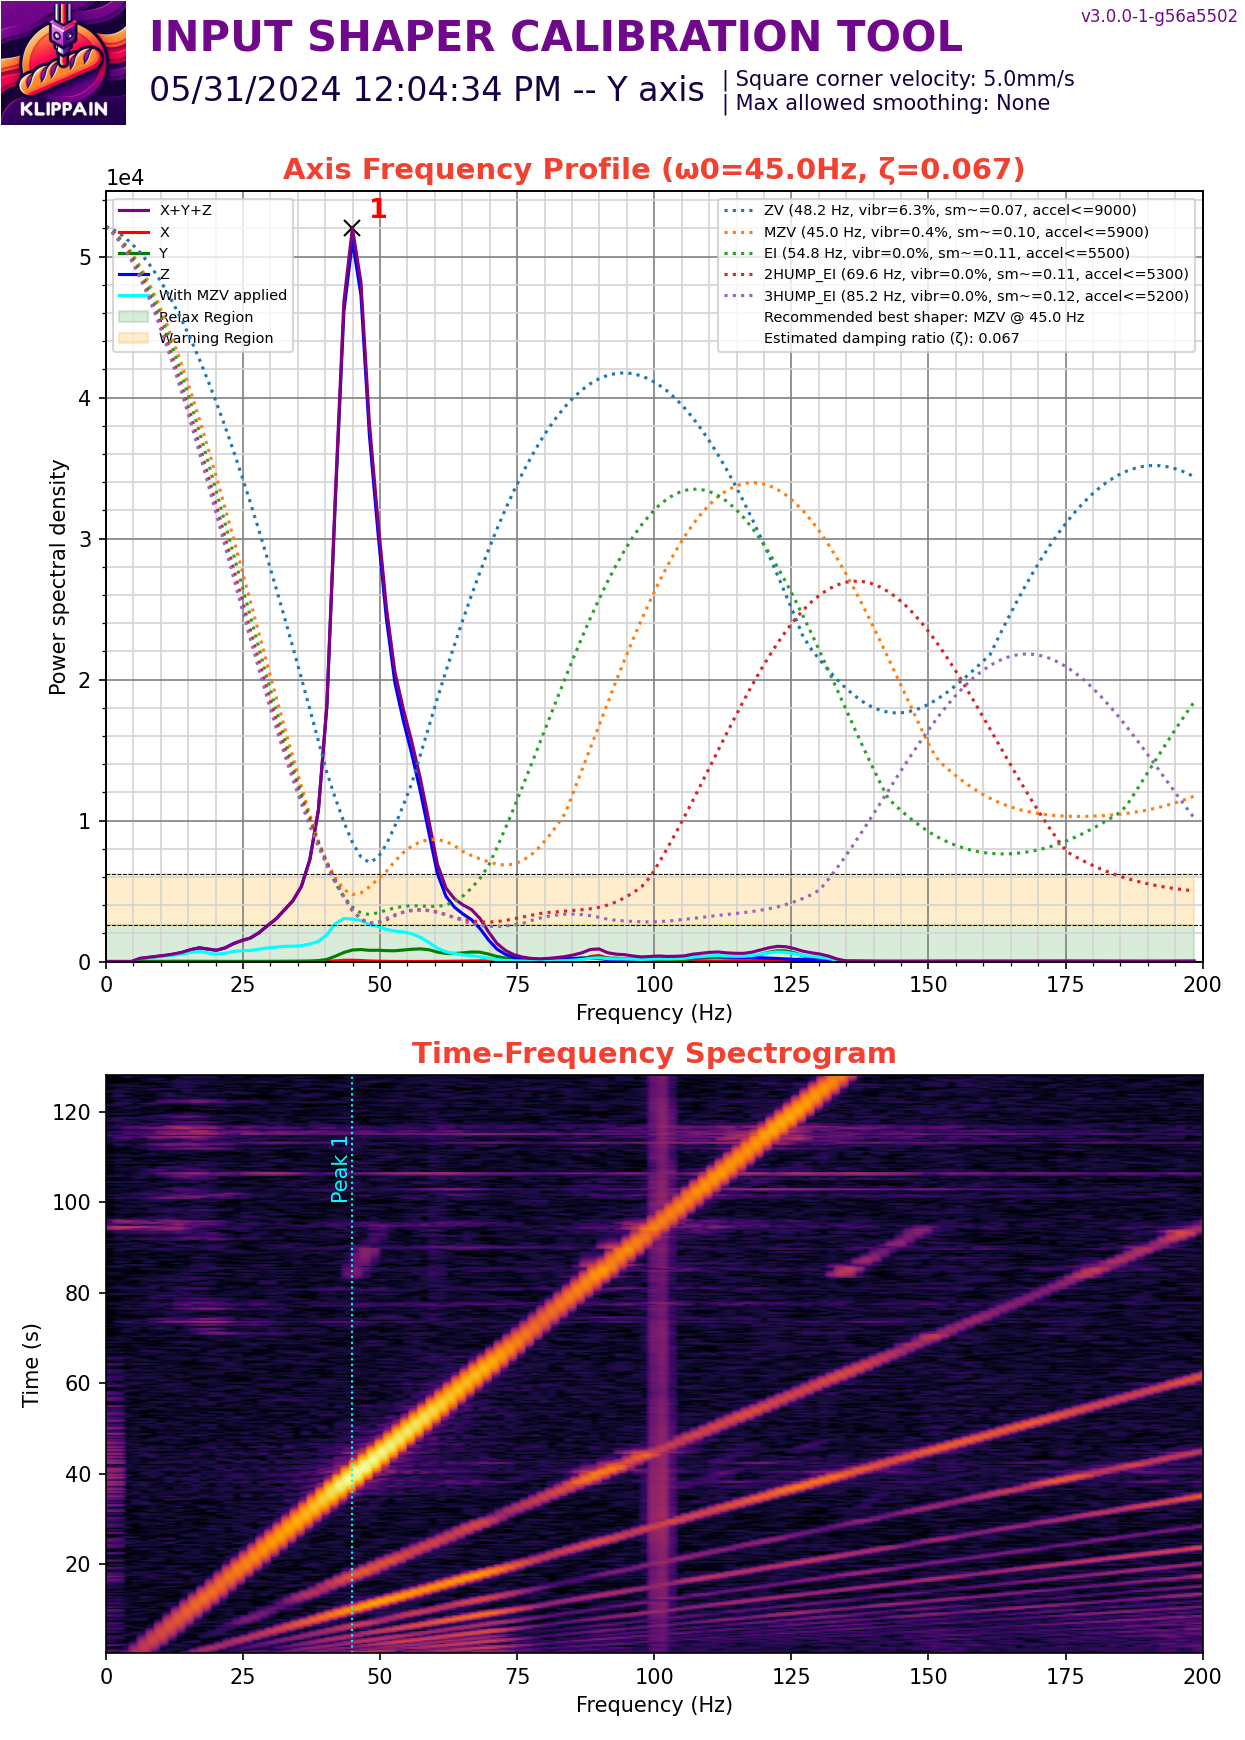 v3.0.0-1-g56a5502
INPUT SHAPER CALIBRATION TOOL
05/31/2024 12:04:34 PM -- Y axis
| Square corner velocity: 5.0mm/s
| Max allowed smoothing: None
KLIPPAIN
Axis Frequency Profile (ω0=45.0Hz, ζ=0.067)
1e4
1
X+Y+Z
X
Y
Z
With MZV applied
Relax Region
Warning Region
ZV (48.2 Hz, vibr=6.3%, sm~=0.07, accel<=9000)
MZV (45.0 Hz, vibr=0.4%, sm~=0.10, accel<=5900)
EI (54.8 Hz, vibr=0.0%, sm~=0.11, accel<=5500)
2HUMP_EI (69.6 Hz, vibr=0.0%, sm~=0.11, accel<=5300)
3HUMP_EI (85.2 Hz, vibr=0.0%, sm~=0.12, accel<=5200)
Recommended best shaper: MZV @ 45.0 Hz
Estimated damping ratio (ζ): 0.067
5
4
3
2
1
0
Power spectral density
0 25 50 75 100 125 150 175 200
Frequency (Hz)
Time-Frequency Spectrogram
Peak 1
120
100
80
60
40
20
Time (s)
0 25 50 75 100 125 150 175 200
Frequency (Hz)